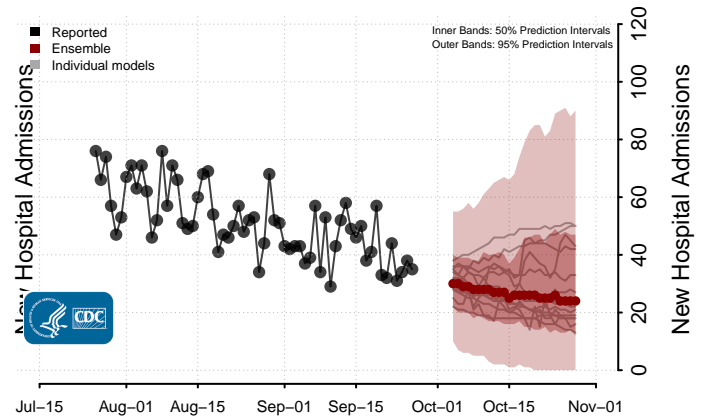 Reported
Ensemble
Individual models
Inner Bands: 50% Prediction Intervals
Outer Bands: 95% Prediction Intervals
New Hospital Admissions
CDC
120
100
80
60
40
20
0
New Hospital Admissions
Jul–15
Aug–01
Aug–15
Sep–01
Sep–15
Oct–01
Oct–15
Nov–01